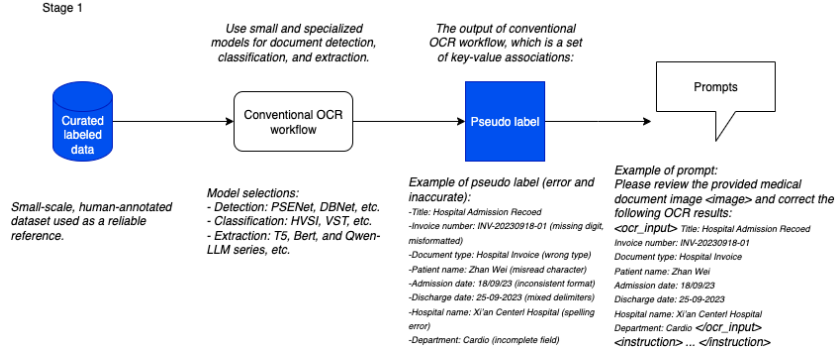 Stage 1
Use small and specialized
models for document detection,
classification, and extraction.
The output of conventional
OCR workflow, which is a set
of key-value associations:
Curated
labeled
data
Conventional OCR
workflow
Pseudo label
Prompts
Small-scale, human-annotated
dataset used as a reliable
reference.
Model selections:
- Detection: PSENet, DBNet, etc.
- Classification: HVSI, VST, etc.
- Extraction: T5, Bert, and Qwen-
LLM series, etc.
Example of pseudo label (error and
inaccurate):
-Title: Hospital Admission Recoed
-Invoice number: INV-20230918-01 (missing digit,
misformatted)
-Document type: Hospital Invoice (wrong type)
-Patient name: Zhan Wei (misread character)
-Admission date: 18/09/23 (inconsistent format)
-Discharge date: 25-09-2023 (mixed delimiters)
-Hospital name: Xi'an Centerl Hospital (spelling
error)
-Department: Cardio (incomplete field)
Example of prompt:
Please review the provided medical
document image <image> and correct the
following OCR results:
<ocr_input> Title: Hospital Admission Recoed
Invoice number: INV-20230918-01
Document type: Hospital Invoice
Patient name: Zhan Wei
Admission date: 18/09/23
Discharge date: 25-09-2023
Hospital name: Xi'an Centerl Hospital
Department: Cardio </ocr_input>
<instruction> ... </instruction>